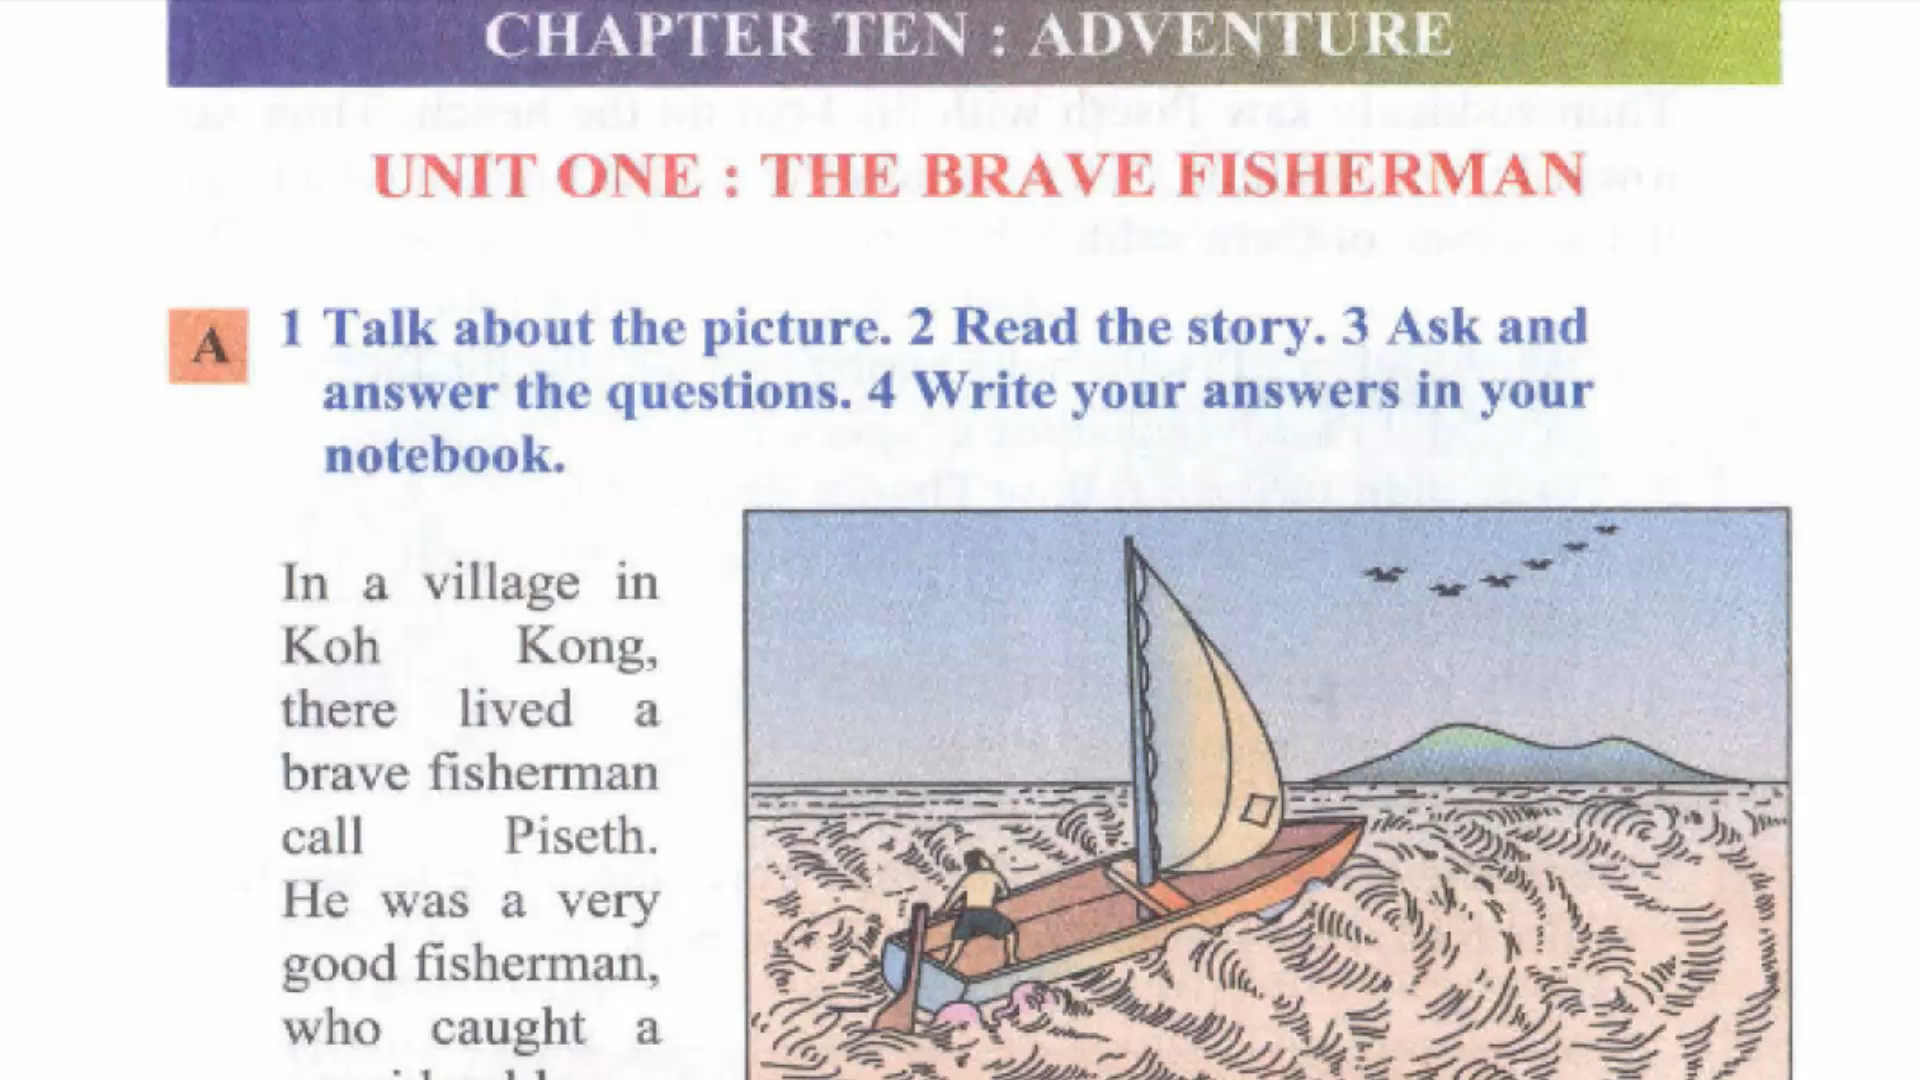 CHAPTER TEN : ADVENTURE
UNIT ONE : THE BRAVE FISHERMAN
A
1 Talk about the picture. 2 Read the story. 3 Ask and
answer the questions. 4 Write your answers in your
notebook.
In a village in
Koh Kong,
there lived a
brave fisherman
call Piseth.
He was a very
good fisherman,
who caught a